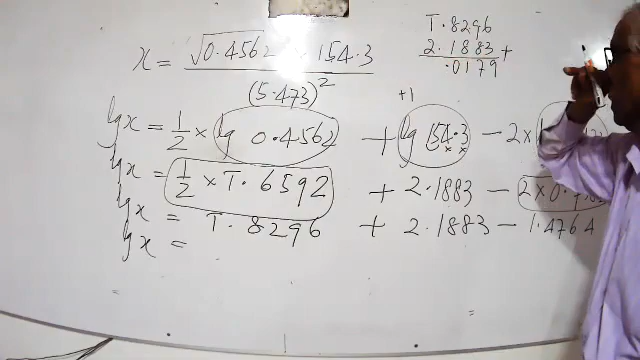 x = √0.4562 × 154.3 / (5.473)²
T.8296
2.1883 +
.0179
+1
lg x = 1/2 × lg 0.4562 + lg 154.3 − 2×
lg x = 1/2 × T.6592 + 2.1883 − 2×0.
lg x = T.8296 + 2.1883 − 1.4764
lg x =